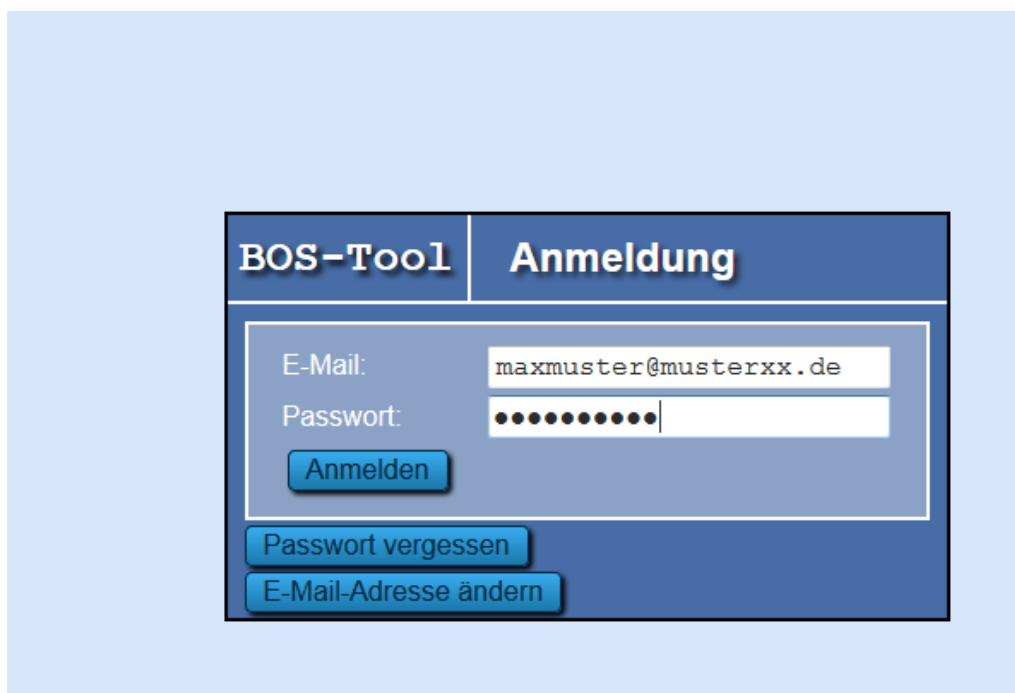 BOS-Tool Anmeldung
E-Mail: maxmuster@musterxx.de
Passwort: ●●●●●●●●●●
Anmelden
Passwort vergessen
E-Mail-Adresse ändern